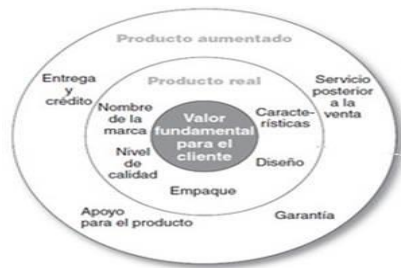 Producto aumentado
Producto real
Entrega
y
crédito
Servicio
posterior
a la
venta
Nombre
de la
marca
Valor
fundamental
para el
cliente
Caracte-
rísticas
Nivel
de
calidad
Diseño
Empaque
Apoyo
para el producto
Garantía